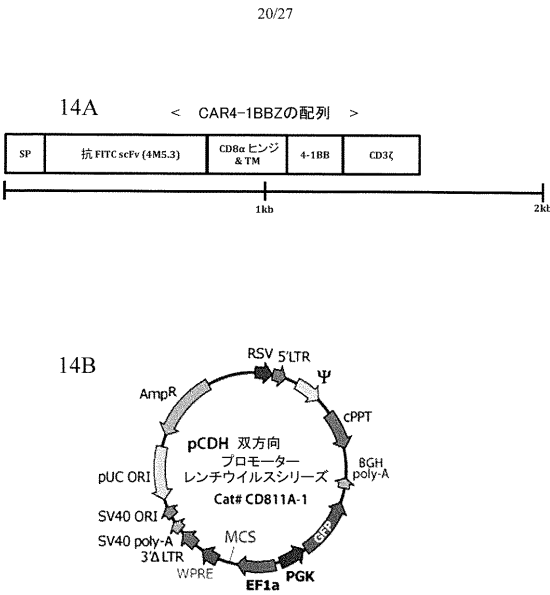 20/27
14A
< CAR4-1BBZの配列 >
SP
抗 FITC scFv (4M5.3)
CD8α ヒンジ
& TM
4-1BB
CD3ζ
1kb
2kb
14B
RSV
5'LTR
Ψ
cPPT
BGH
poly-A
GFP
PGK
EF1a
MCS
WPRE
3'Δ LTR
SV40 poly-A
SV40 ORI
pUC ORI
AmpR
pCDH 双方向
プロモーター
レンチウイルスシリーズ
Cat# CD811A-1